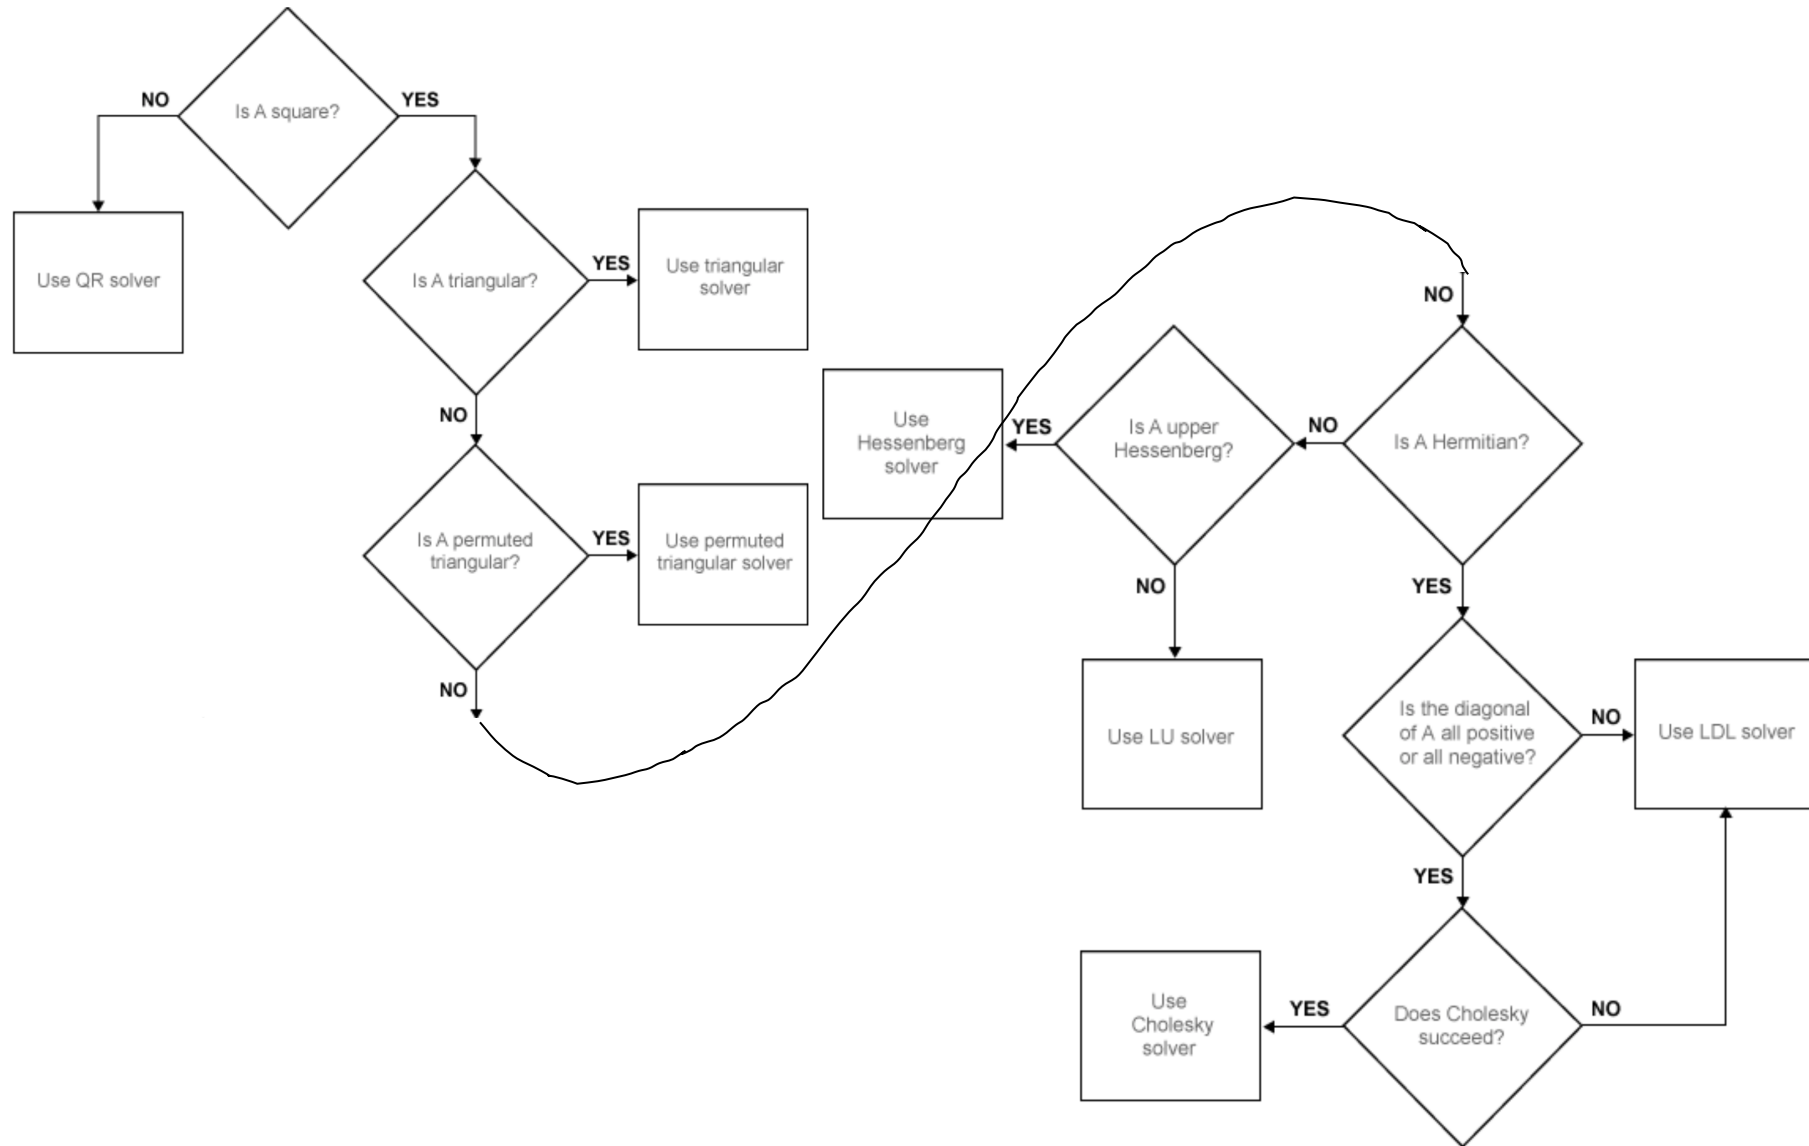 NO
Is A square?
YES
Use QR solver
Is A triangular?
YES
Use triangular
solver
NO
Is A permuted
triangular?
YES
Use permuted
triangular solver
NO
NO
Is A Hermitian?
NO
Is A upper
Hessenberg?
YES
Use
Hessenberg
solver
NO
Use LU solver
YES
Is the diagonal
of A all positive
or all negative?
NO
Use LDL solver
YES
Does Cholesky
succeed?
YES
Use
Cholesky
solver
NO